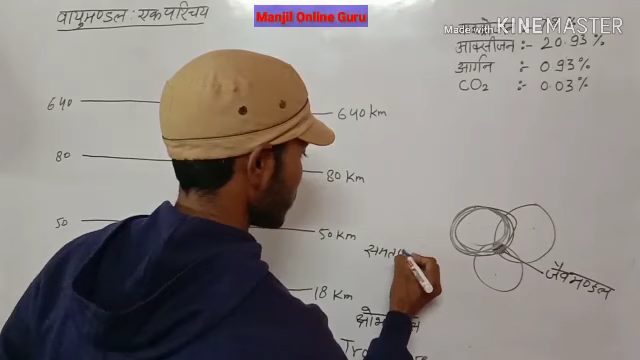 वायुमण्डल : एक परिचय
Manjil Online Guru
Made with KINEMASTER
आक्सीजन :- 20.93%
आर्गन :- 0.93%
CO2 :- 0.03%
640 640 Km
80 80 Km
50 50 Km
समत
जैवमण्डल
18 Km